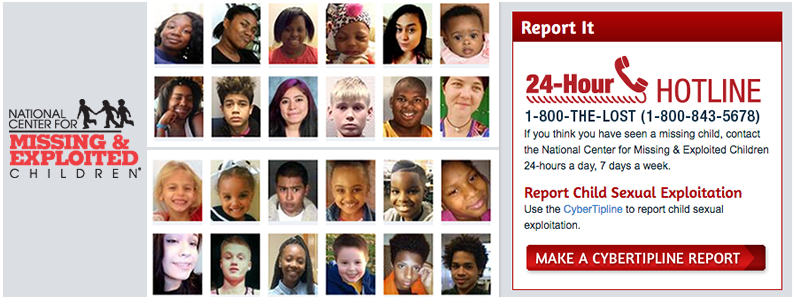 NATIONAL
CENTER FOR
MISSING &
EXPLOITED
CHILDREN®
Report It
24-Hour HOTLINE
1-800-THE-LOST (1-800-843-5678)
If you think you have seen a missing child, contact
the National Center for Missing & Exploited Children
24-hours a day, 7 days a week.
Report Child Sexual Exploitation
Use the CyberTipline to report child sexual
exploitation.
MAKE A CYBERTIPLINE REPORT